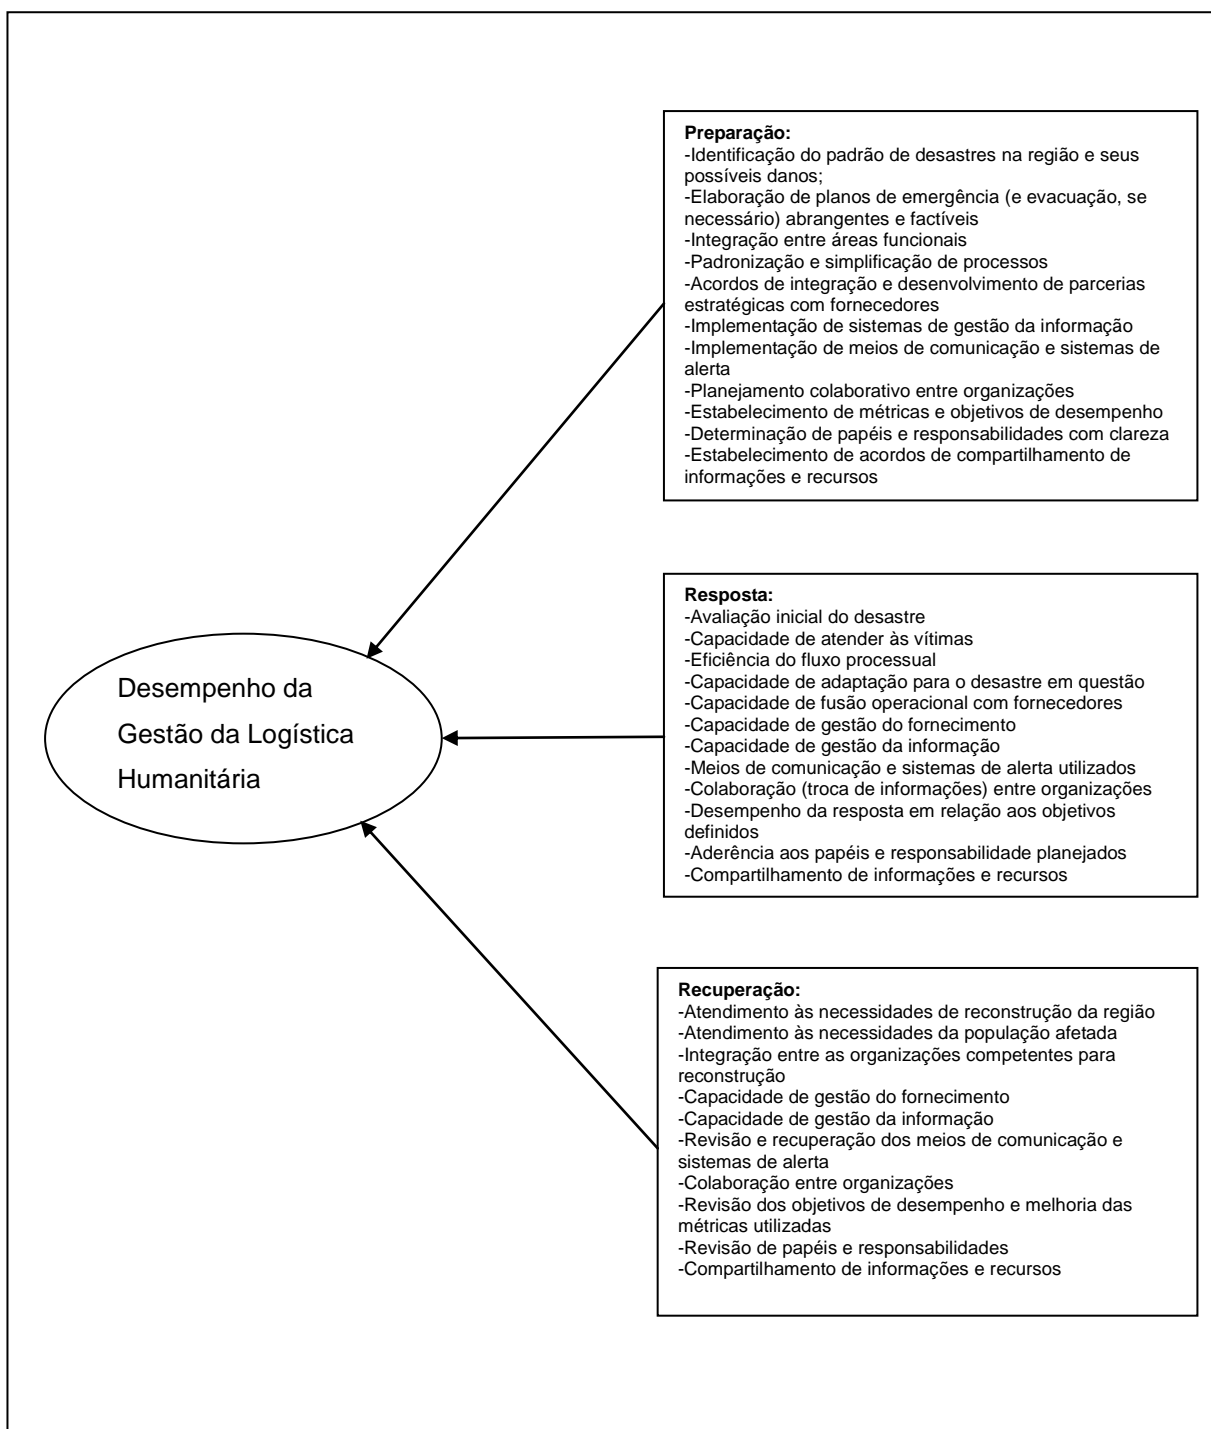 Preparação:
-Identificação do padrão de desastres na região e seus
possíveis danos;
-Elaboração de planos de emergência (e evacuação, se
necessário) abrangentes e factíveis
-Integração entre áreas funcionais
-Padronização e simplificação de processos
-Acordos de integração e desenvolvimento de parcerias
estratégicas com fornecedores
-Implementação de sistemas de gestão da informação
-Implementação de meios de comunicação e sistemas de
alerta
-Planejamento colaborativo entre organizações
-Estabelecimento de métricas e objetivos de desempenho
-Determinação de papéis e responsabilidades com clareza
-Estabelecimento de acordos de compartilhamento de
informações e recursos
Desempenho da
Gestão da Logística
Humanitária
Resposta:
-Avaliação inicial do desastre
-Capacidade de atender às vítimas
-Eficiência do fluxo processual
-Capacidade de adaptação para o desastre em questão
-Capacidade de fusão operacional com fornecedores
-Capacidade de gestão do fornecimento
-Capacidade de gestão da informação
-Meios de comunicação e sistemas de alerta utilizados
-Colaboração (troca de informações) entre organizações
-Desempenho da resposta em relação aos objetivos
definidos
-Aderência aos papéis e responsabilidade planejados
-Compartilhamento de informações e recursos
Recuperação:
-Atendimento às necessidades de reconstrução da região
-Atendimento às necessidades da população afetada
-Integração entre as organizações competentes para
reconstrução
-Capacidade de gestão do fornecimento
-Capacidade de gestão da informação
-Revisão e recuperação dos meios de comunicação e
sistemas de alerta
-Colaboração entre organizações
-Revisão dos objetivos de desempenho e melhoria das
métricas utilizadas
-Revisão de papéis e responsabilidades
-Compartilhamento de informações e recursos